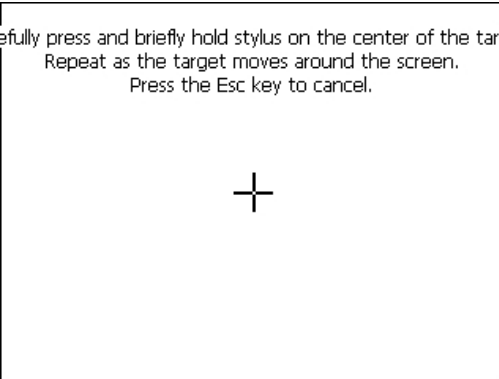 efully press and briefly hold stylus on the center of the tar
Repeat as the target moves around the screen.
Press the Esc key to cancel.